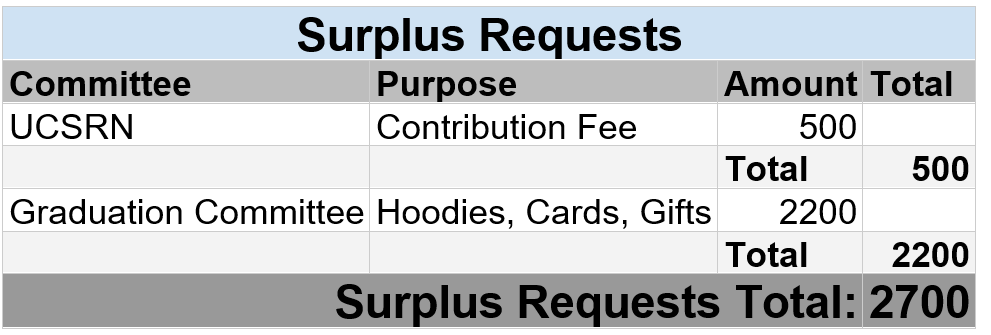 Surplus Requests
Committee Purpose Amount Total
UCSRN Contribution Fee 500
Total 500
Graduation Committee Hoodies, Cards, Gifts 2200
Total 2200
Surplus Requests Total: 2700